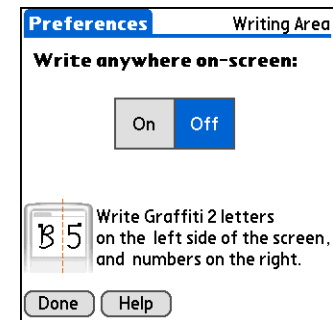 Preferences Writing Area
Write anywhere on-screen:
On Off
B 5
Write Graffiti 2 letters
on the left side of the screen,
and numbers on the right.
Done Help